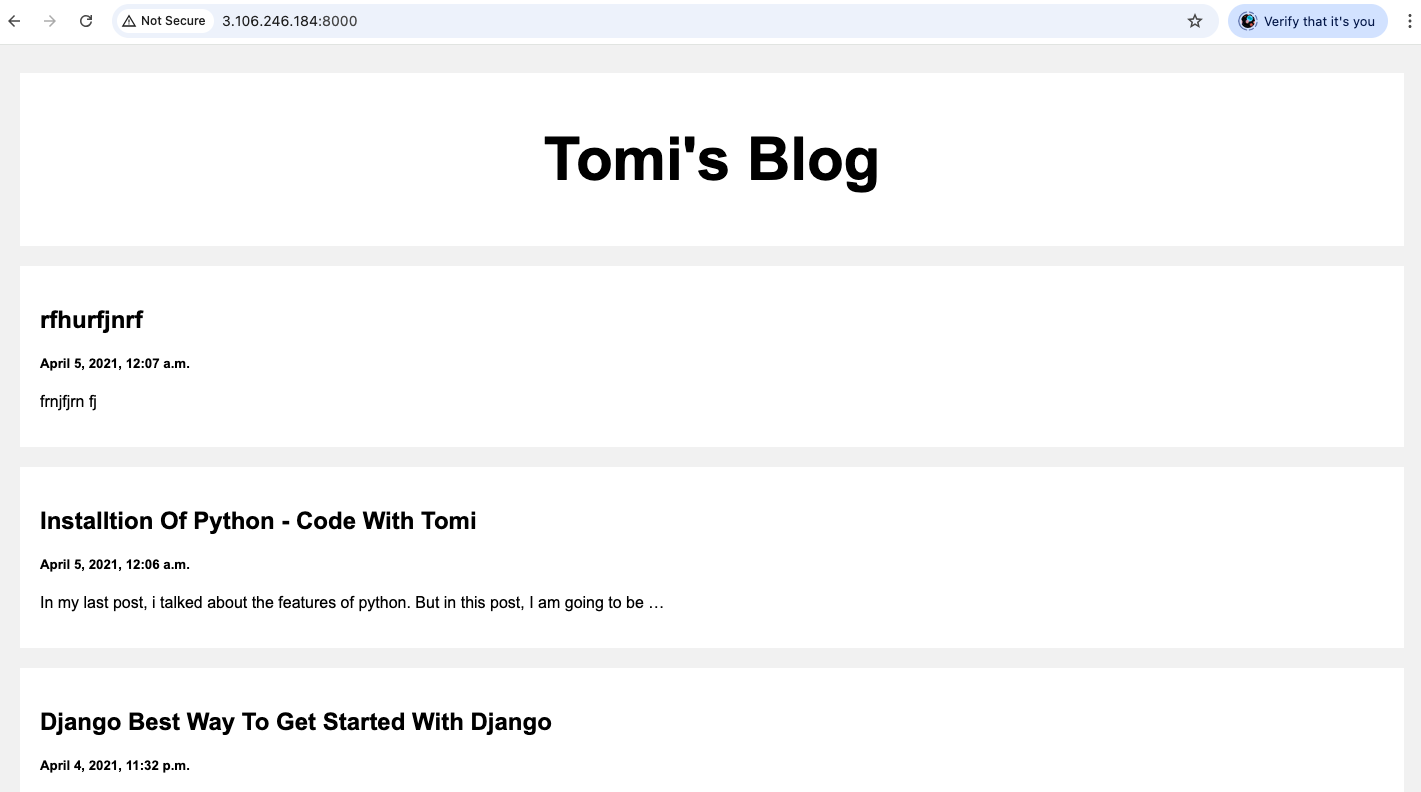 Not Secure 3.106.246.184:8000 Verify that it's you
Tomi's Blog
rfhurfjnrf
April 5, 2021, 12:07 a.m.
frnjfjrn fj
Installtion Of Python - Code With Tomi
April 5, 2021, 12:06 a.m.
In my last post, i talked about the features of python. But in this post, I am going to be …
Django Best Way To Get Started With Django
April 4, 2021, 11:32 p.m.